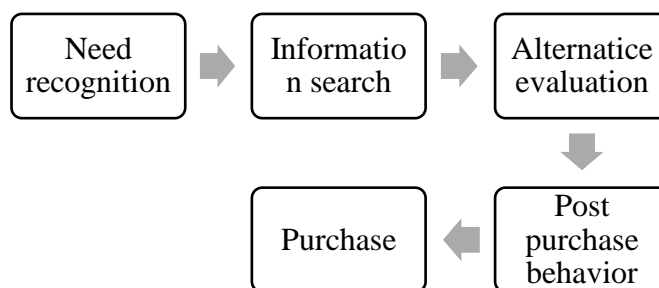 Need
recognition
Informatio
n search
Alternatice
evaluation
Post
purchase
behavior
Purchase